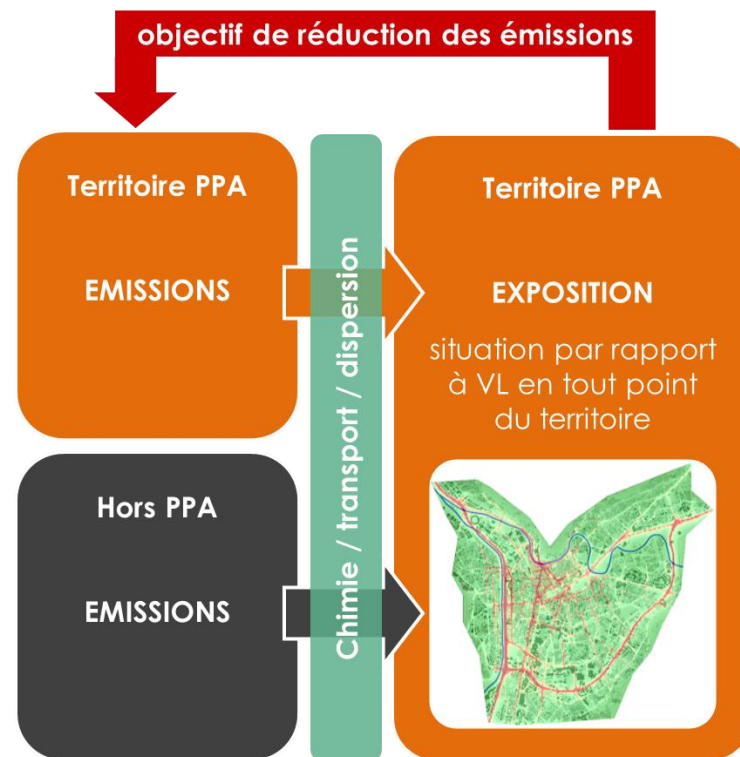 objectif de réduction des émissions
Territoire PPA
EMISSIONS
Hors PPA
EMISSIONS
Chimie / transport / dispersion
Territoire PPA
EXPOSITION
situation par rapport
à VL en tout point
du territoire